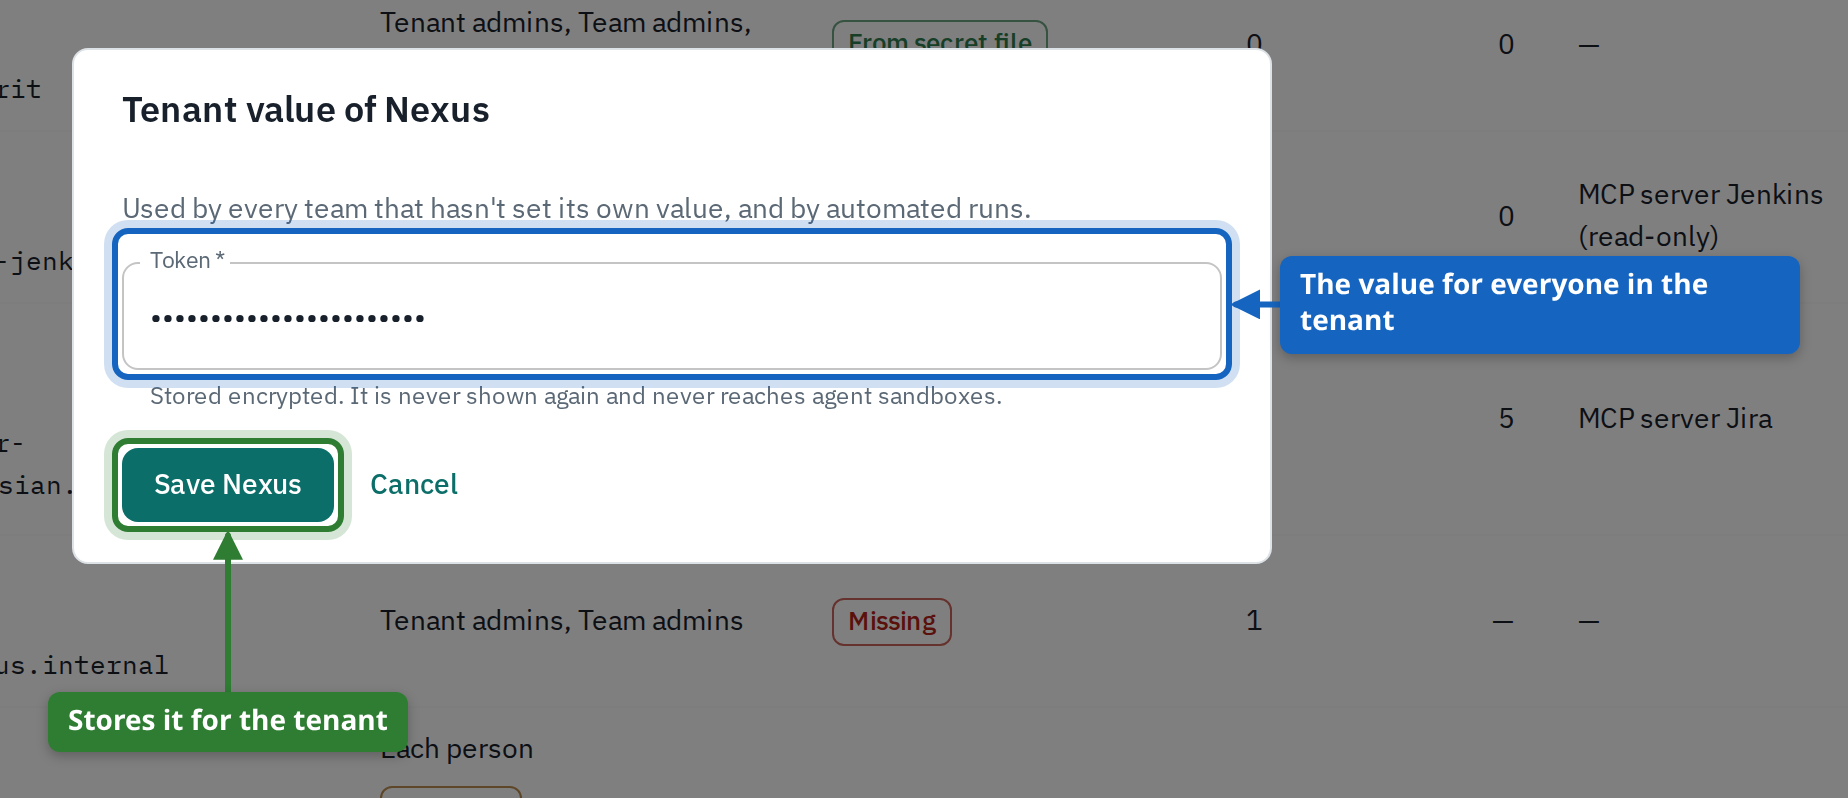 Tenant admins, Team admins,
From secret file
0
0
—
rit
Tenant value of Nexus
Used by every team that hasn't set its own value, and by automated runs.
Token *
•••••••••••••••••••••••
Stored encrypted. It is never shown again and never reaches agent sandboxes.
Save Nexus
Cancel
0
MCP server Jenkins
(read-only)
-jenk
The value for everyone in the
tenant
5
MCP server Jira
r-
sian.
Tenant admins, Team admins
Missing
1
—
—
us.internal
Stores it for the tenant
Each person